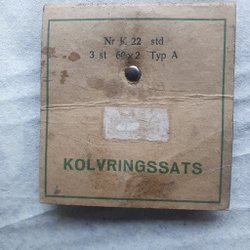 Nr K 22 std
3 st 60×2 Typ A
KOLVRINGSSATS